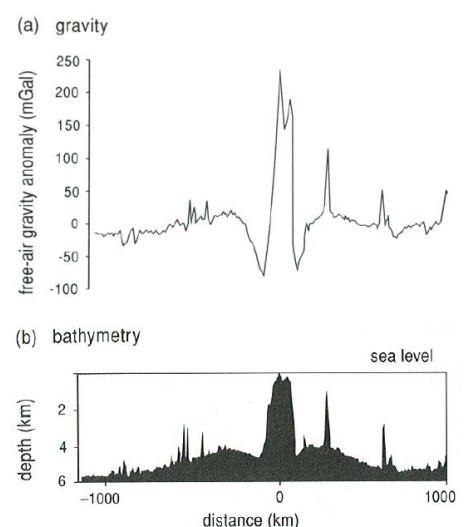 (a) gravity
free-air gravity anomaly (mGal)
250
200
150
100
50
0
-50
-100
(b) bathymetry
sea level
depth (km)
2
4
6
-1000
0
1000
distance (km)